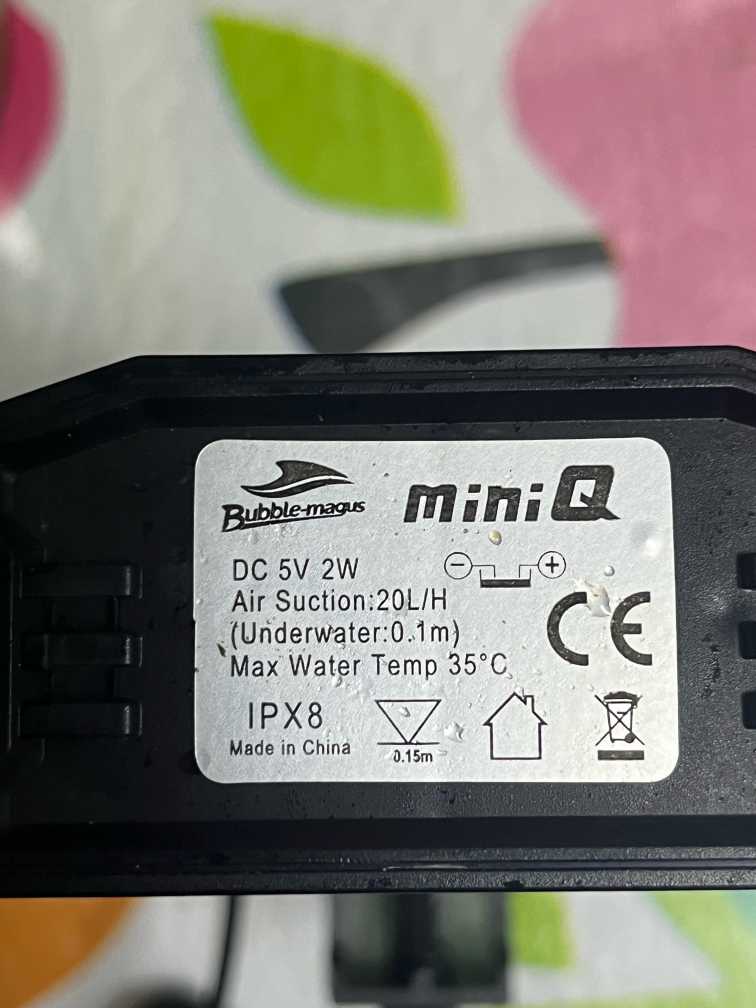 Bubble-magus
miniQ
DC 5V 2W
Air Suction:20L/H
(Underwater:0.1m)
Max Water Temp 35°C
CE
IPX8
Made in China
0.15m